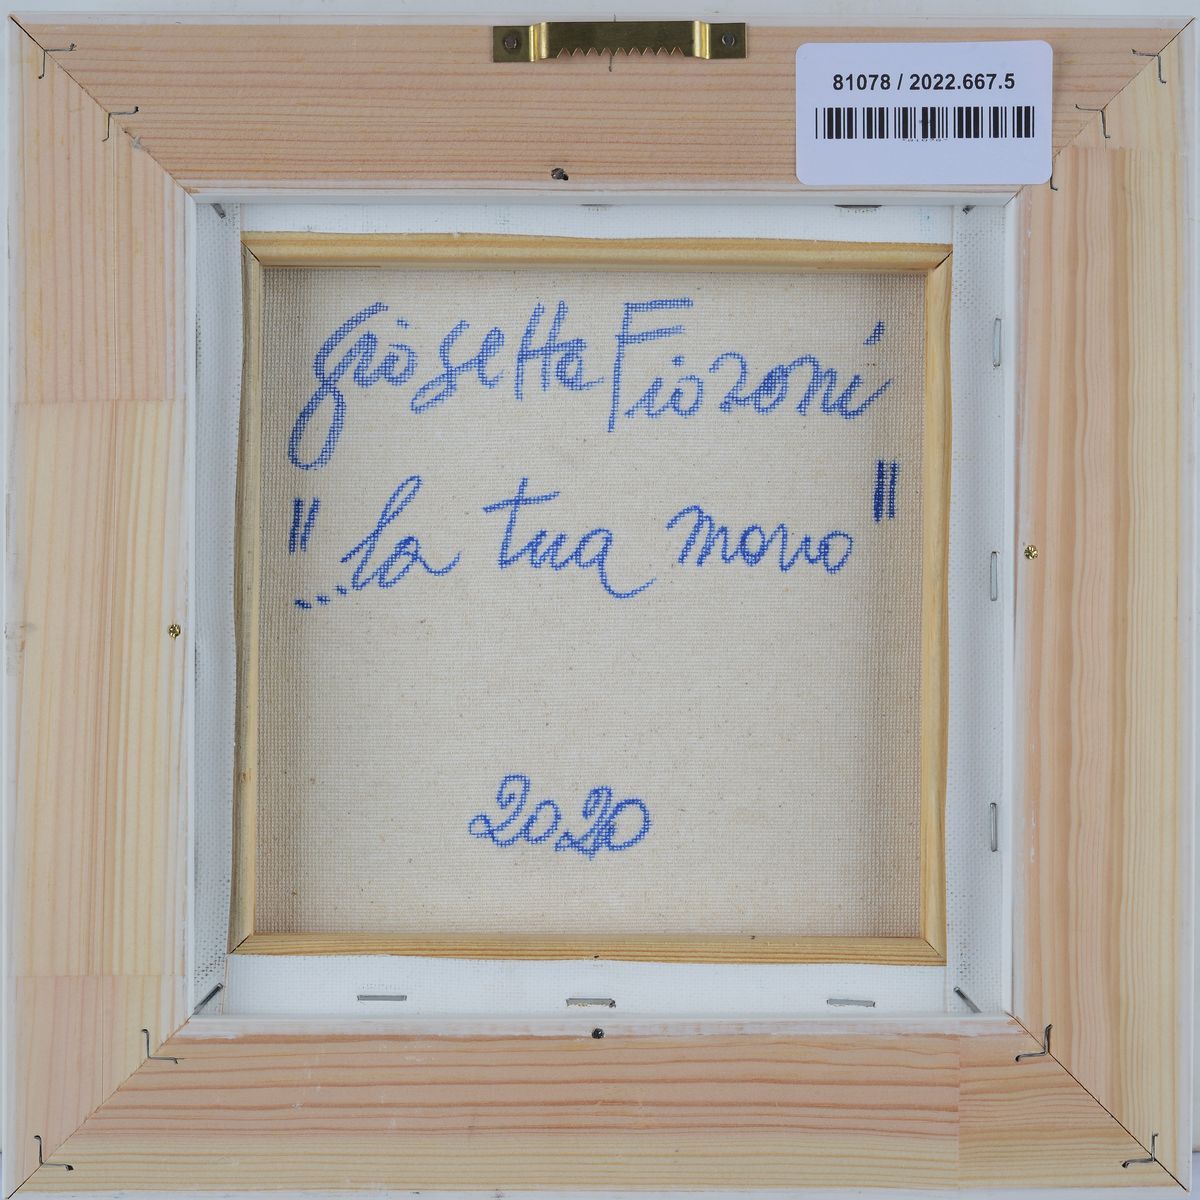 81078 / 2022.667.5
Giosetta Fioroni
"...la tua mano"
2020